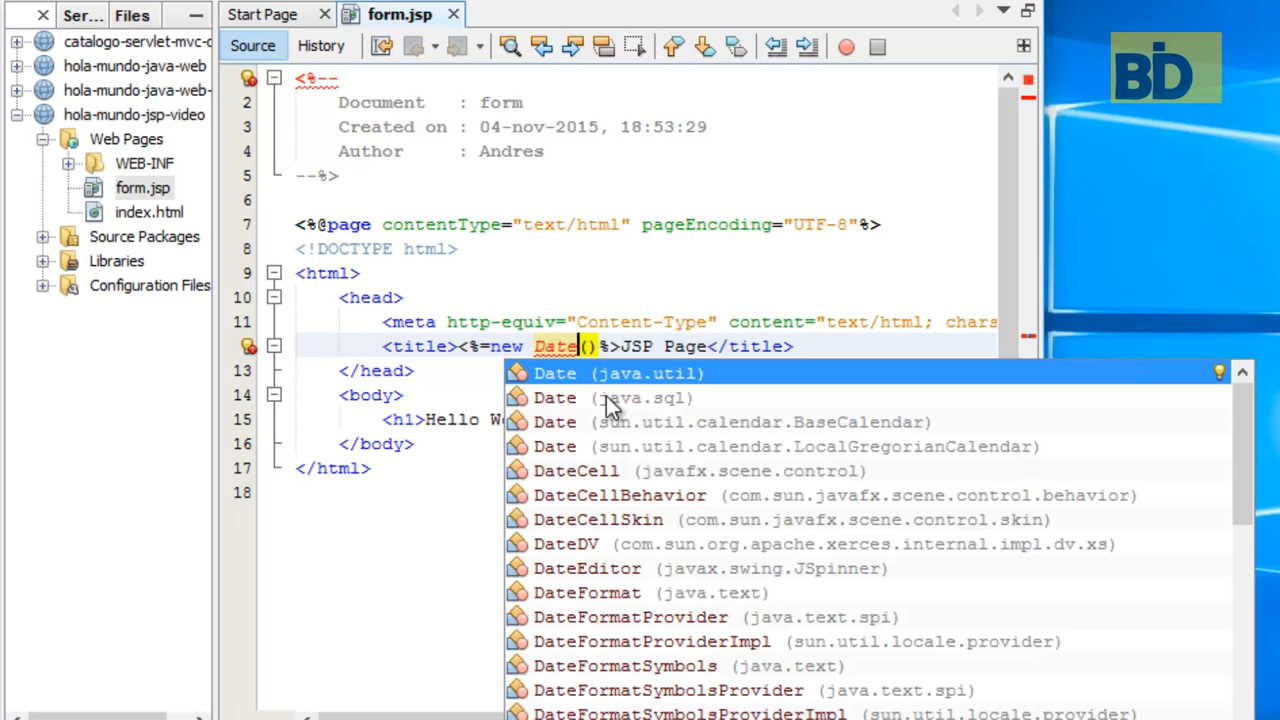 Ser...
Files
Start Page
form.jsp
Source
History
catalogo-servlet-mvc-c
hola-mundo-java-web
hola-mundo-java-web-
hola-mundo-jsp-video
Web Pages
WEB-INF
form.jsp
index.html
Source Packages
Libraries
Configuration Files
<%--
2 Document : form
3 Created on : 04-nov-2015, 18:53:29
4 Author : Andres
5 --%>
6
7 <%@page contentType="text/html" pageEncoding="UTF-8"%>
8 <!DOCTYPE html>
9 <html>
10 <head>
11 <meta http-equiv="Content-Type" content="text/html; chars
<title><%=new Date()%>JSP Page</title>
13 </head>
14 <body>
15 <h1>Hello Wo
16 </body>
17 </html>
18
Date (java.util)
Date (java.sql)
Date (sun.util.calendar.BaseCalendar)
Date (sun.util.calendar.LocalGregorianCalendar)
DateCell (javafx.scene.control)
DateCellBehavior (com.sun.javafx.scene.control.behavior)
DateCellSkin (com.sun.javafx.scene.control.skin)
DateDV (com.sun.org.apache.xerces.internal.impl.dv.xs)
DateEditor (javax.swing.JSpinner)
DateFormat (java.text)
DateFormatProvider (java.text.spi)
DateFormatProviderImpl (sun.util.locale.provider)
DateFormatSymbols (java.text)
DateFormatSymbolsProvider (java.text.spi)
DateFormatSymbolsProviderImpl (sun.util.locale.provider)
BiD